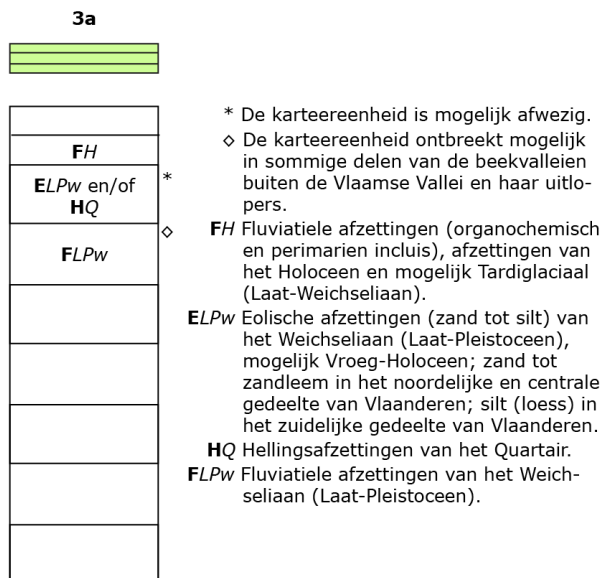 3a
FH
ELPw en/of
HQ
*
FLPw
◇
* De karteereenheid is mogelijk afwezig.
◇ De karteereenheid ontbreekt mogelijk
in sommige delen van de beekvalleien
buiten de Vlaamse Vallei en haar uitlo-
pers.
FH Fluviatiele afzettingen (organochemisch
en perimarien incluis), afzettingen van
het Holoceen en mogelijk Tardiglaciaal
(Laat-Weichseliaan).
ELPw Eolische afzettingen (zand tot silt) van
het Weichseliaan (Laat-Pleistoceen),
mogelijk Vroeg-Holoceen; zand tot
zandleem in het noordelijke en centrale
gedeelte van Vlaanderen; silt (loess) in
het zuidelijke gedeelte van Vlaanderen.
HQ Hellingsafzettingen van het Quartair.
FLPw Fluviatiele afzettingen van het Weich-
seliaan (Laat-Pleistoceen).